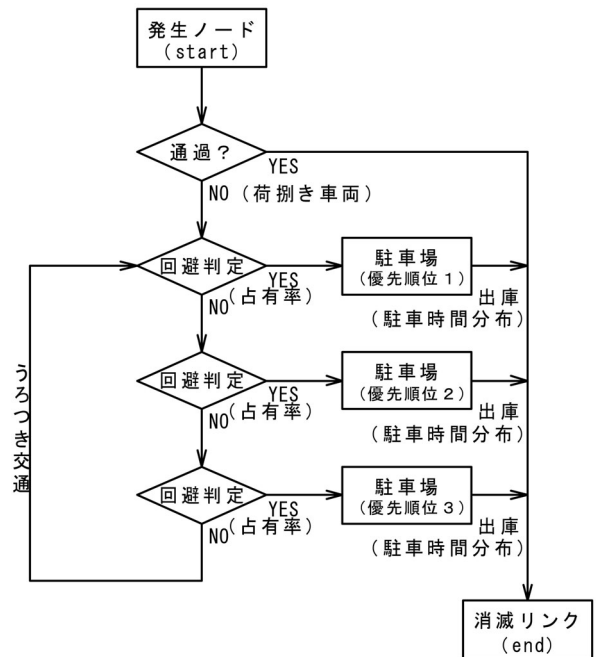 発生ノード
(start)
通過?
YES
NO (荷捌き車両)
回避判定
YES
(占有率)
NO
駐車場
(優先順位1)
出庫
(駐車時間分布)
回避判定
YES
(占有率)
NO
駐車場
(優先順位2)
出庫
(駐車時間分布)
回避判定
YES
(占有率)
NO
駐車場
(優先順位3)
出庫
(駐車時間分布)
うろつき交通
消滅リンク
(end)